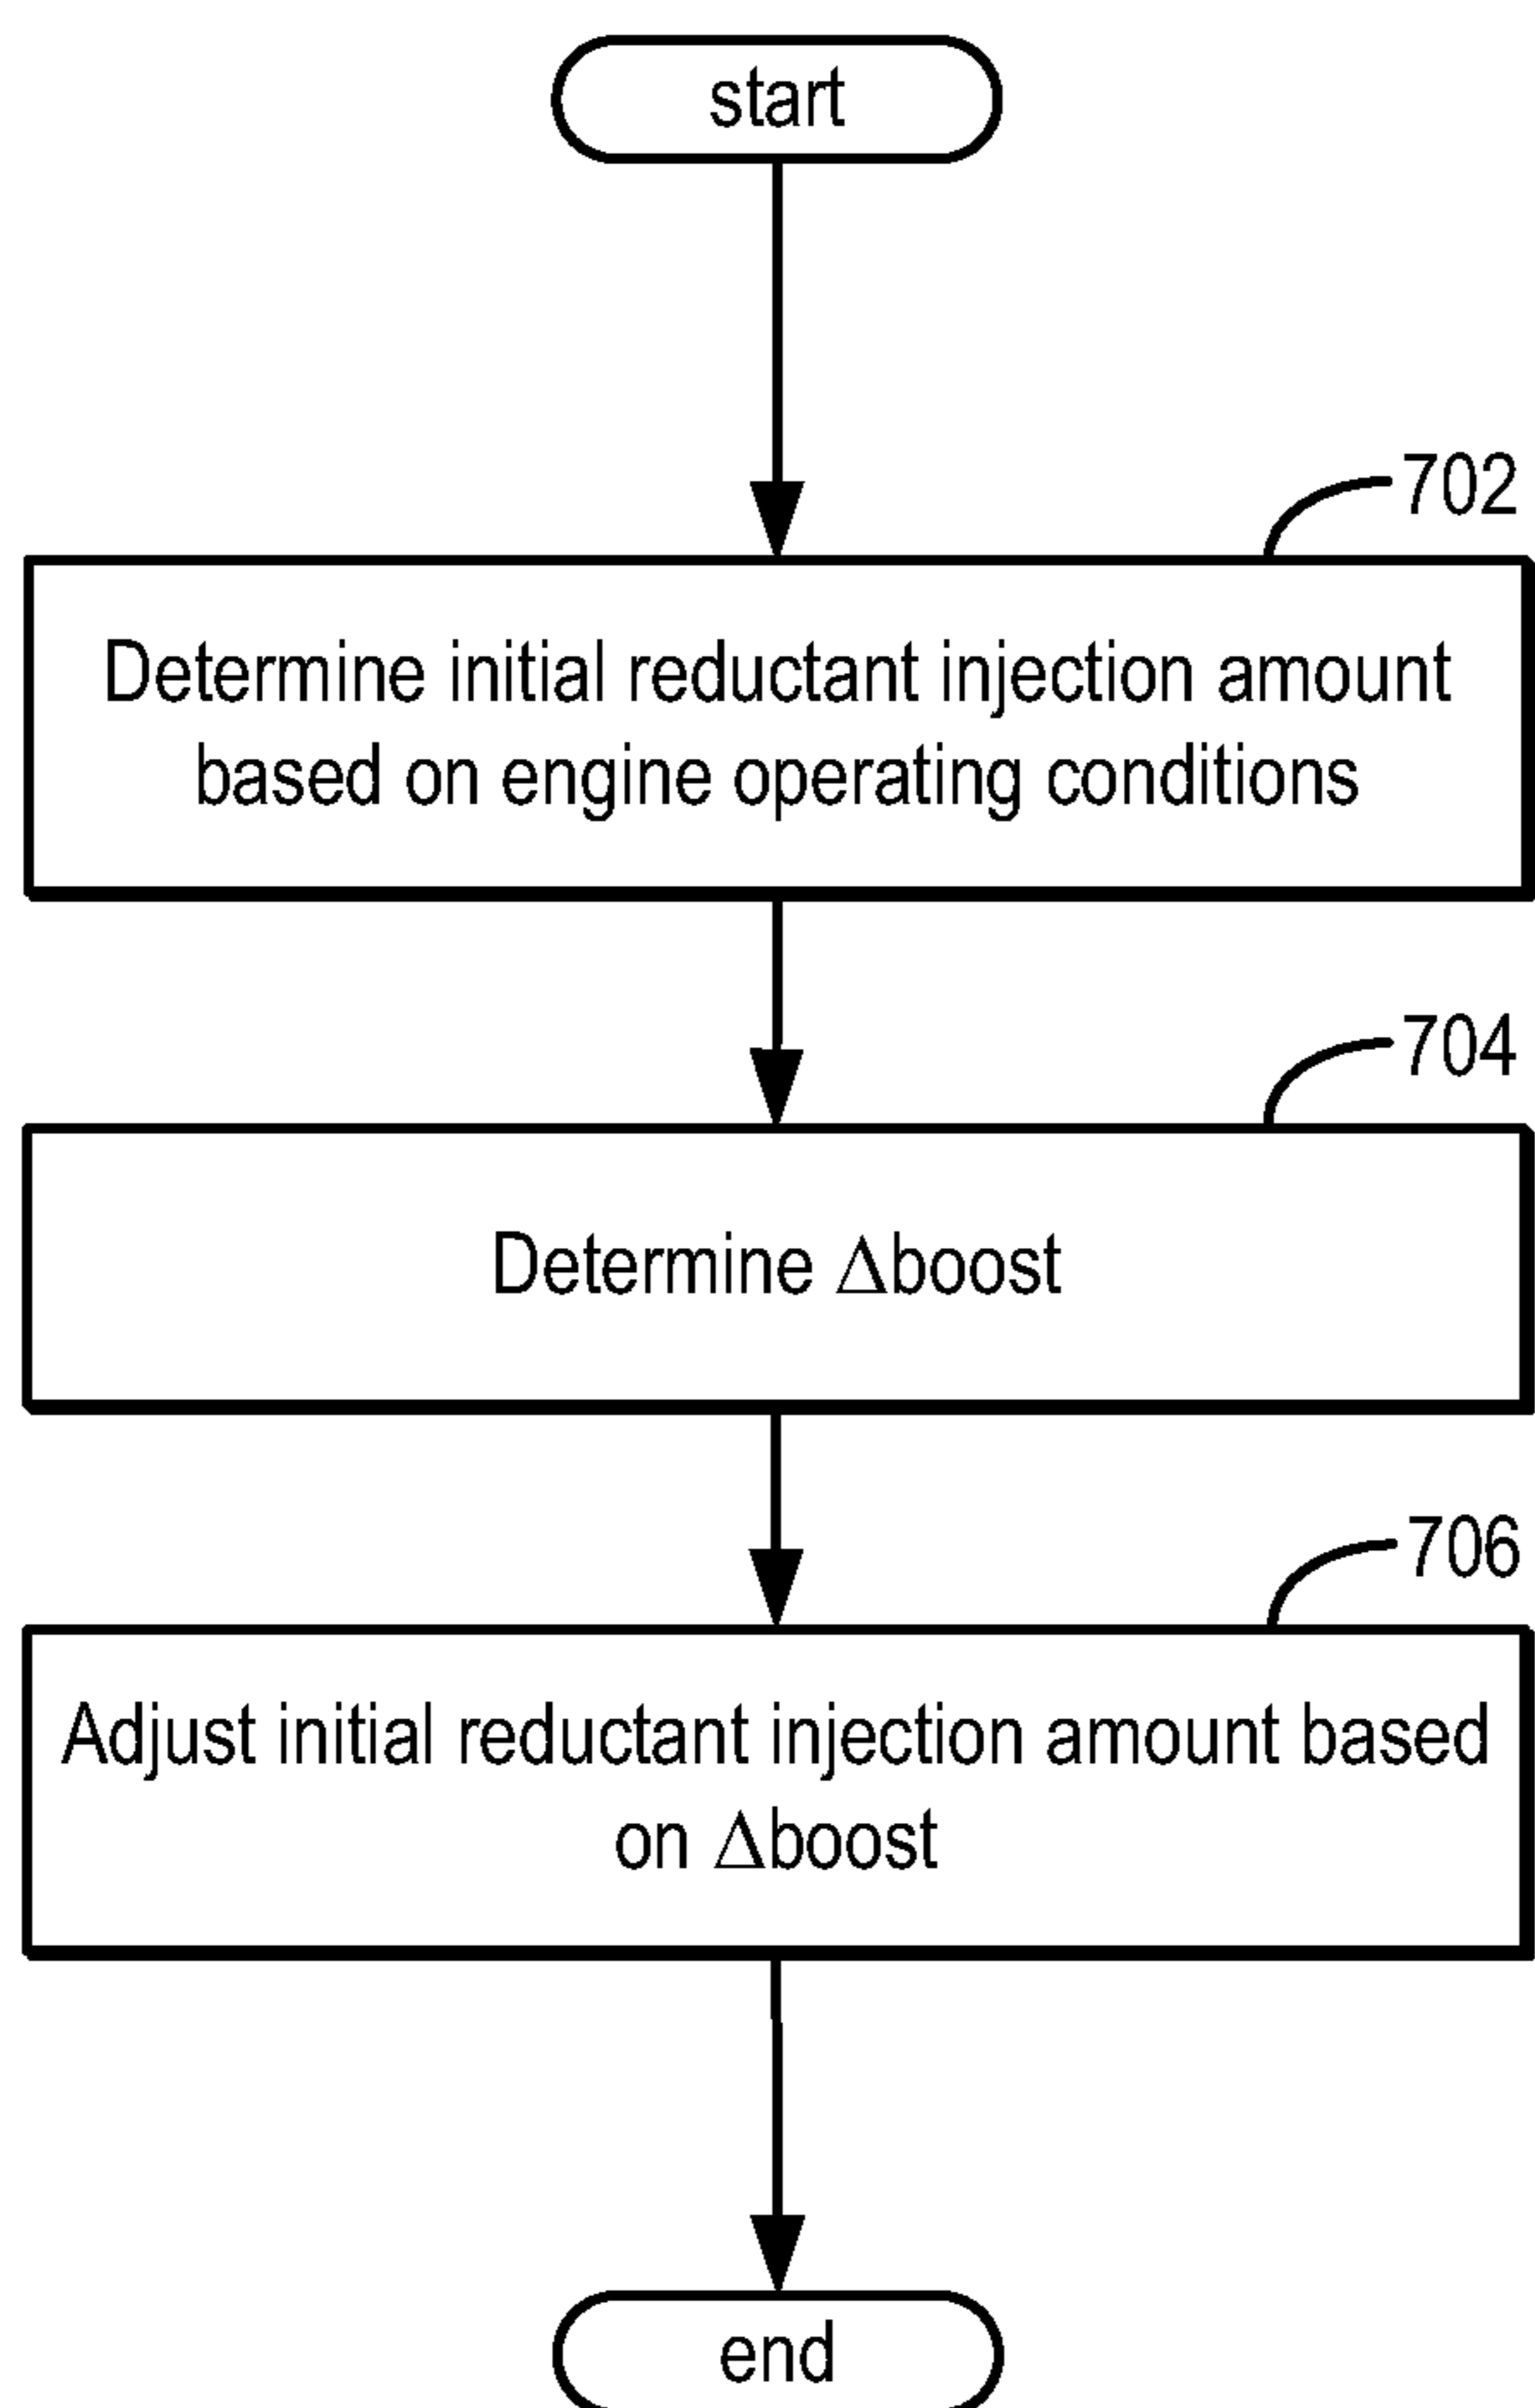 start
702
Determine initial reductant injection amount
based on engine operating conditions
704
Determine Δboost
706
Adjust initial reductant injection amount based
on Δboost
end